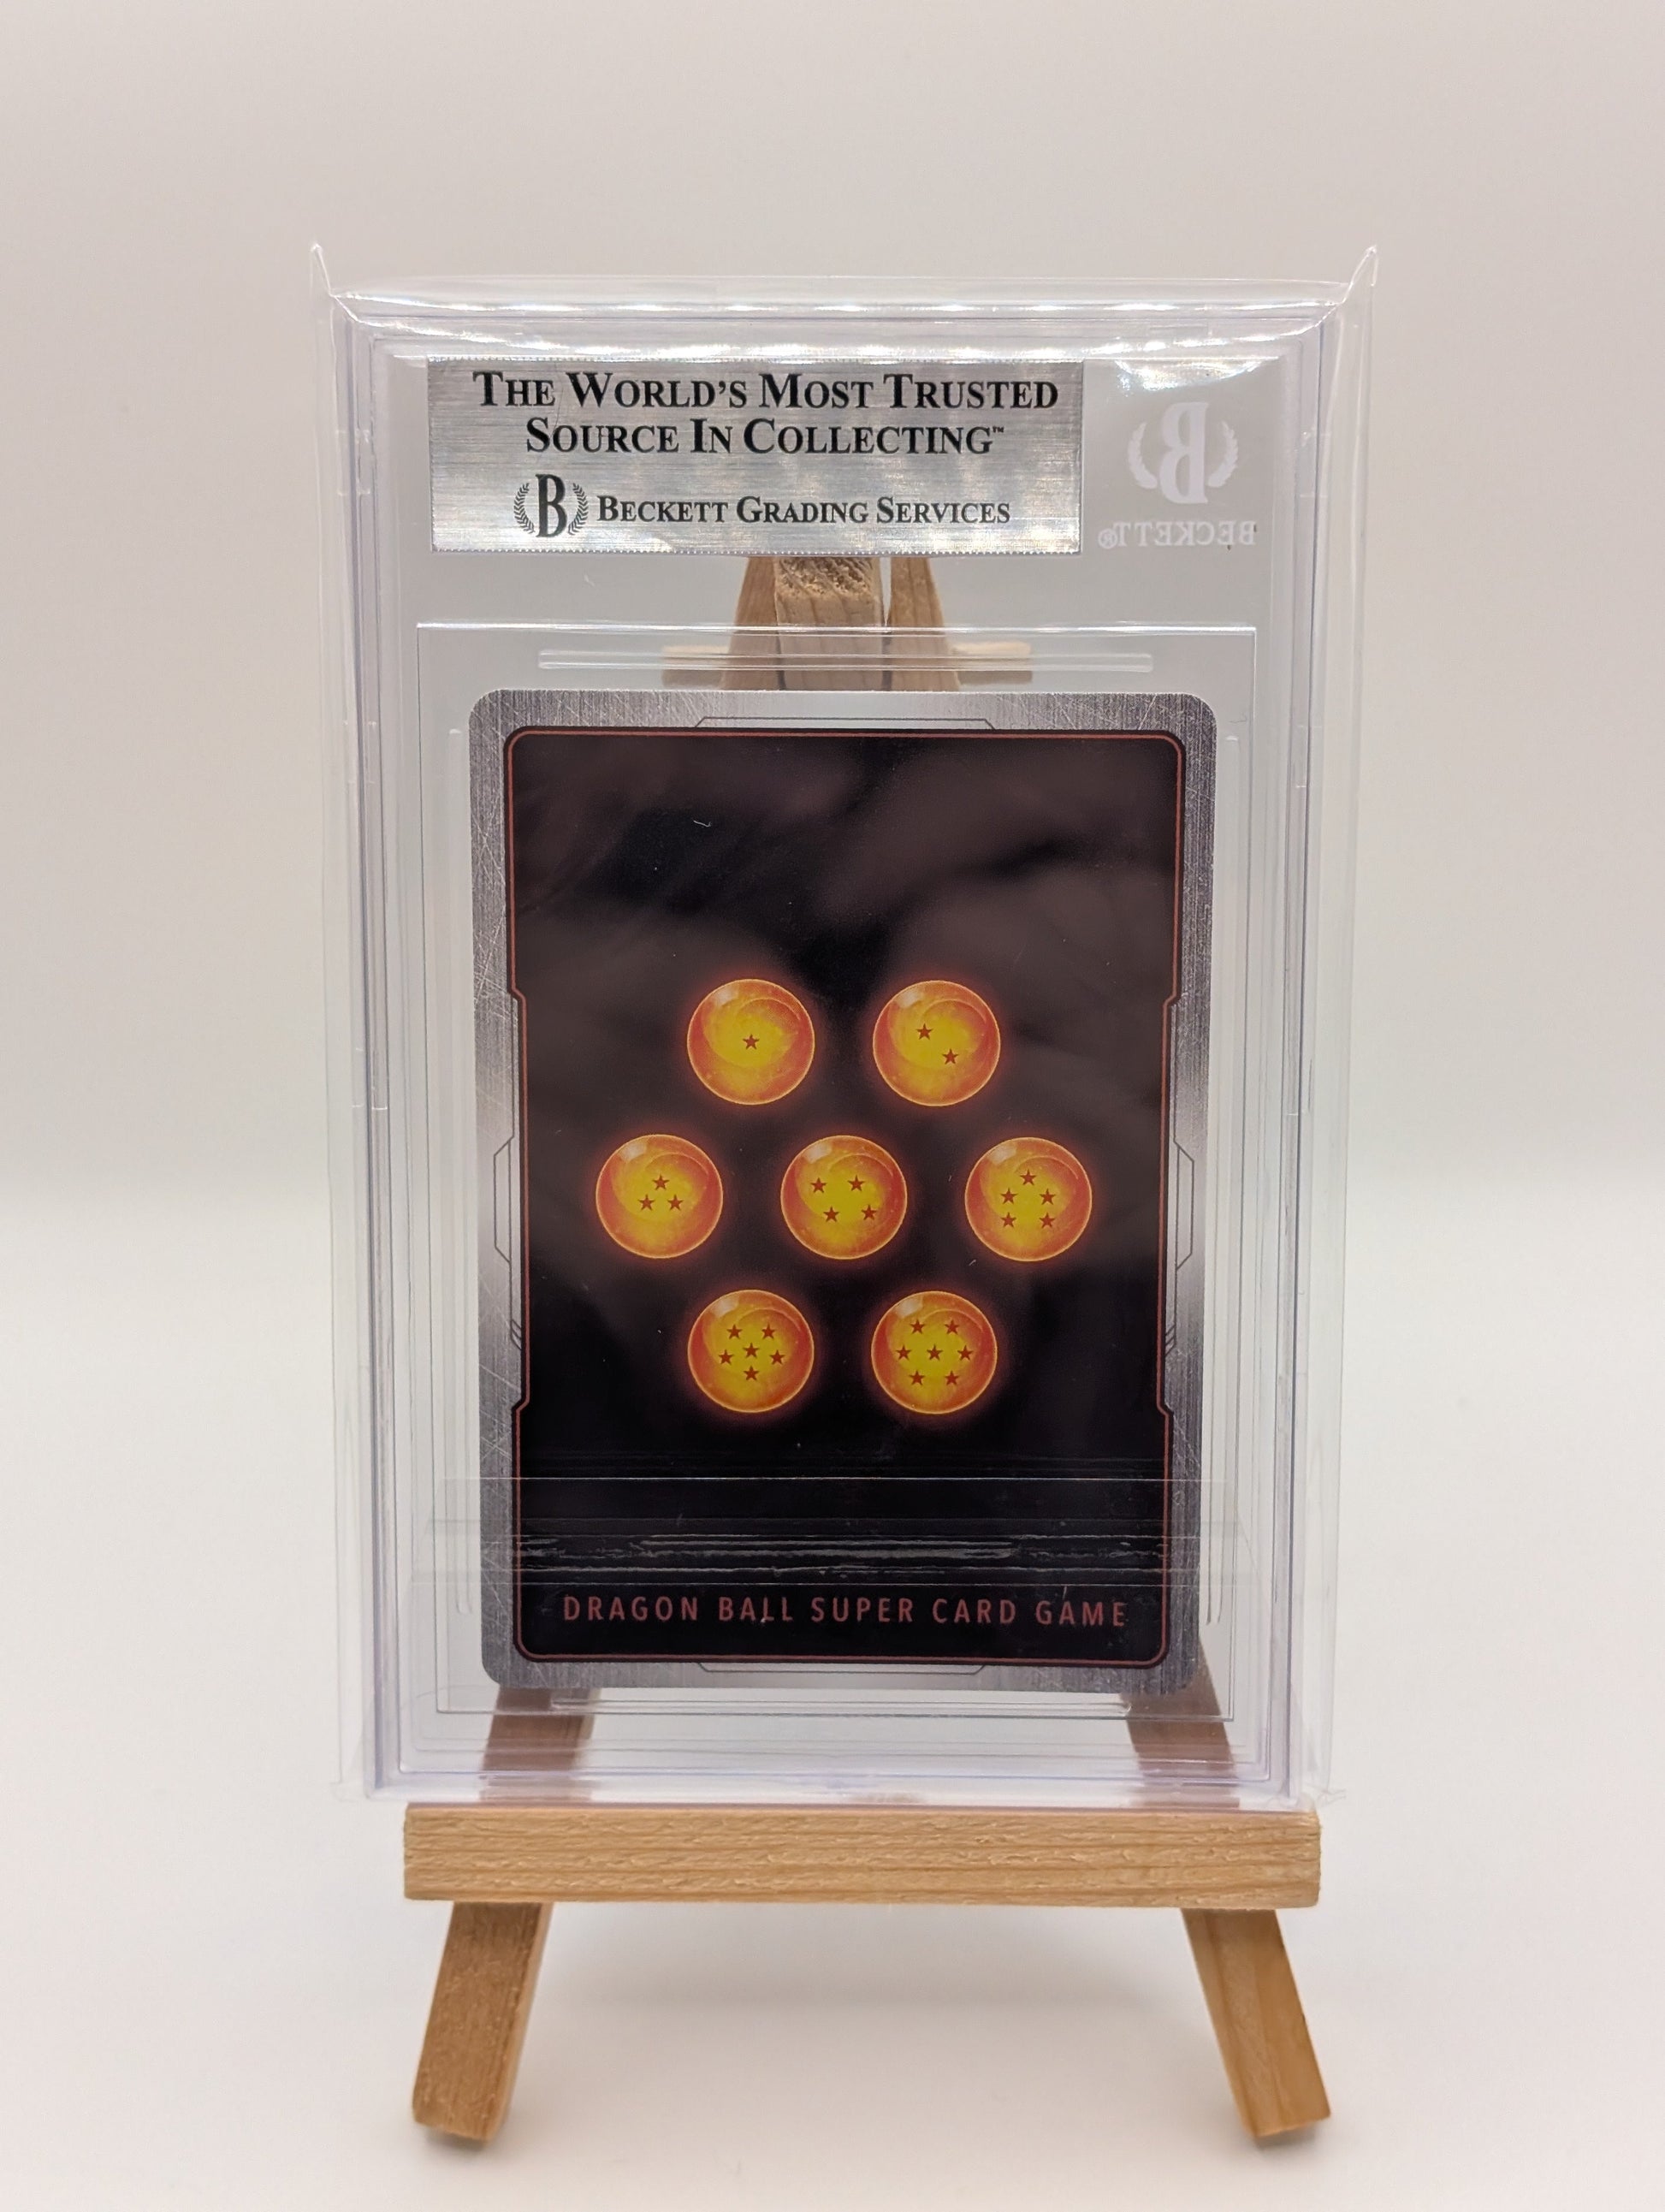 THE WORLD'S MOST TRUSTED
SOURCE IN COLLECTING™
B BECKETT GRADING SERVICES
B
BECKETT®
DRAGON BALL SUPER CARD GAME